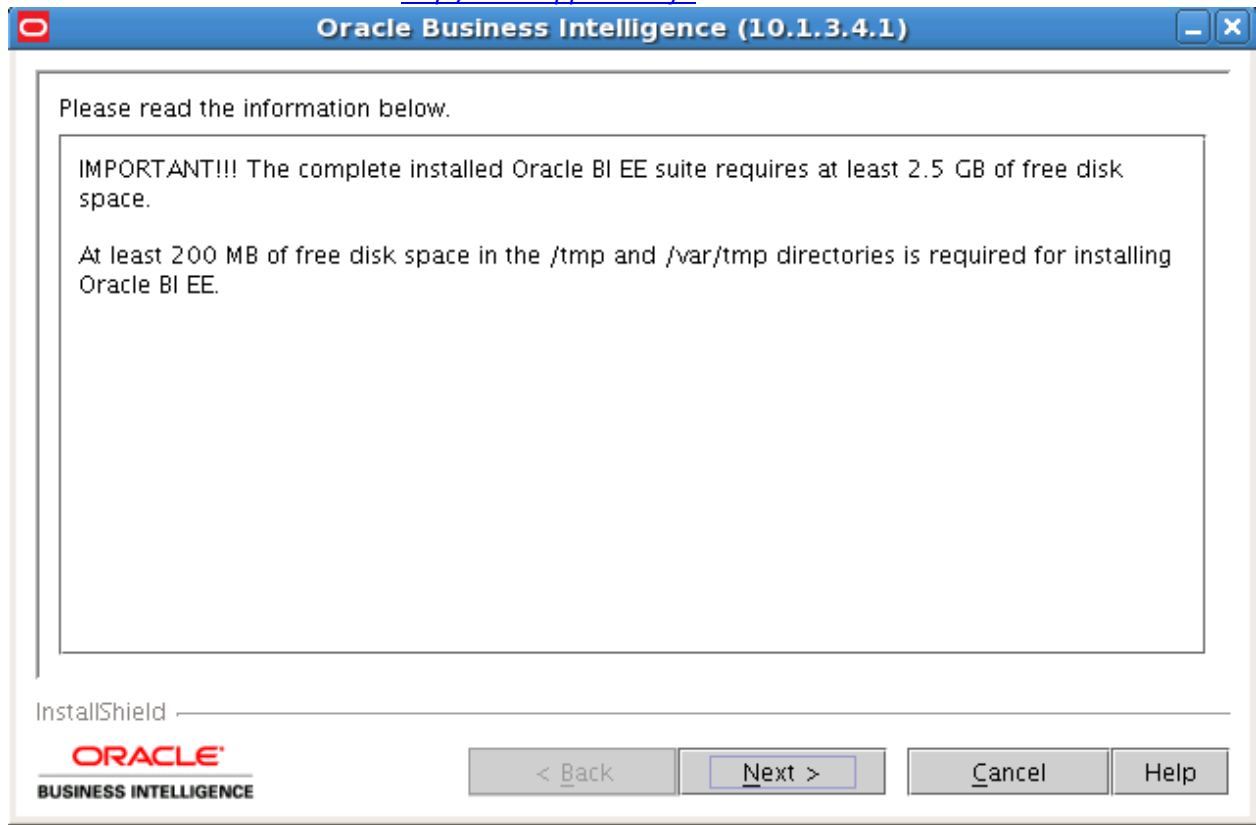 Oracle Business Intelligence (10.1.3.4.1)
Please read the information below.
IMPORTANT!!! The complete installed Oracle BI EE suite requires at least 2.5 GB of free disk
space.
At least 200 MB of free disk space in the /tmp and /var/tmp directories is required for installing
Oracle BI EE.
InstallShield
ORACLE
BUSINESS INTELLIGENCE
< Back
Next >
Cancel
Help